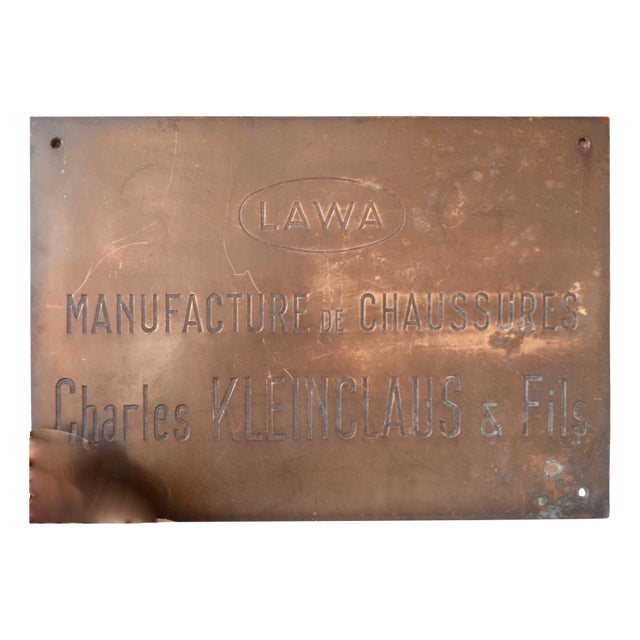 LAWA
MANUFACTURE DE CHAUSSURES
Charles KLEINCLAUS & Fils